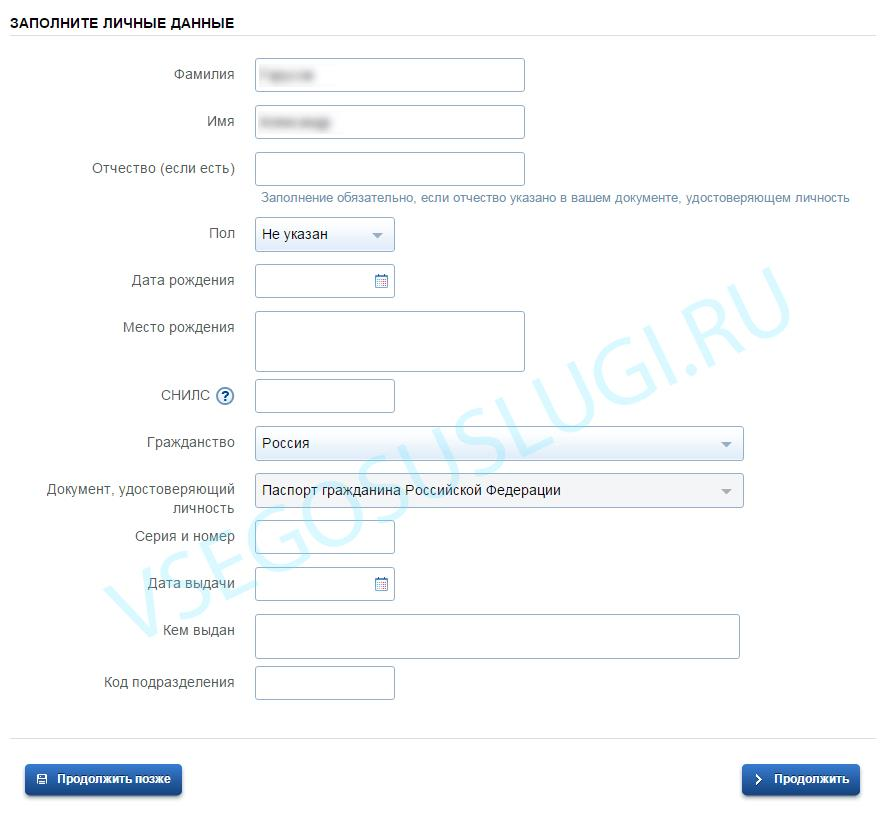 ЗАПОЛНИТЕ ЛИЧНЫЕ ДАННЫЕ
Фамилия
Имя
Отчество (если есть)
Заполнение обязательно, если отчество указано в вашем документе, удостоверяющем личность
Пол Не указан
Дата рождения
Место рождения
СНИЛС ?
Гражданство Россия
Документ, удостоверяющий Паспорт гражданина Российской Федерации
личность
Серия и номер
Дата выдачи
Кем выдан
Код подразделения
Продолжить позже Продолжить
VSEGOSUSLUGI.RU